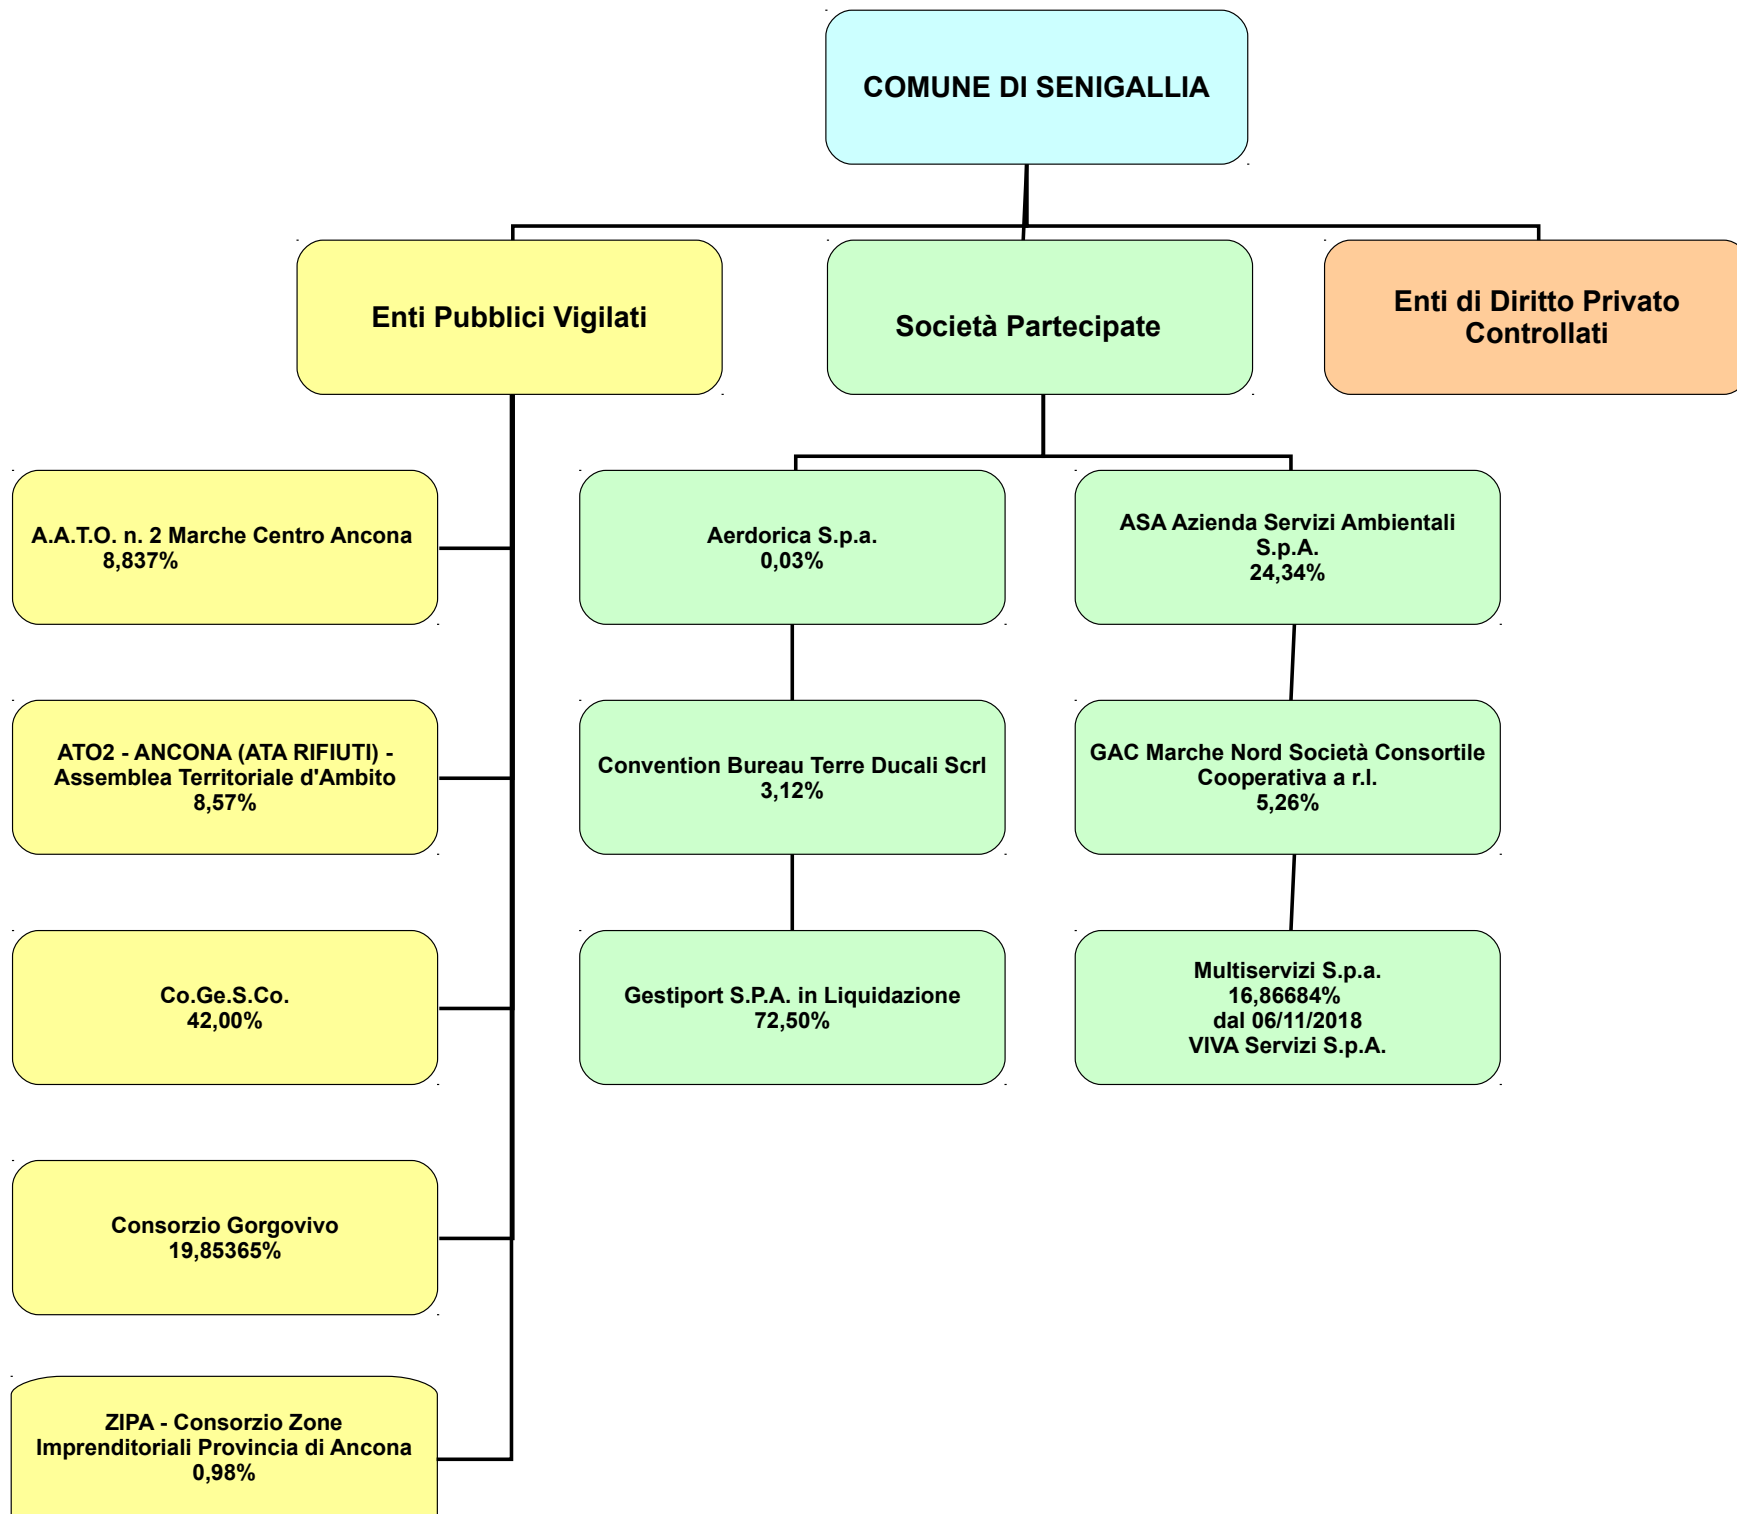 COMUNE DI SENIGALLIA
Enti Pubblici Vigilati
Società Partecipate
Enti di Diritto Privato
Controllati
A.A.T.O. n. 2 Marche Centro Ancona
8,837%
ATO2 - ANCONA (ATA RIFIUTI) -
Assemblea Territoriale d'Ambito
8,57%
Co.Ge.S.Co.
42,00%
Consorzio Gorgovivo
19,85365%
ZIPA - Consorzio Zone
Imprenditoriali Provincia di Ancona
0,98%
Aerdorica S.p.a.
0,03%
Convention Bureau Terre Ducali Scrl
3,12%
Gestiport S.P.A. in Liquidazione
72,50%
ASA Azienda Servizi Ambientali
S.p.A.
24,34%
GAC Marche Nord Società Consortile
Cooperativa a r.l.
5,26%
Multiservizi S.p.a.
16,86684%
dal 06/11/2018
VIVA Servizi S.p.A.